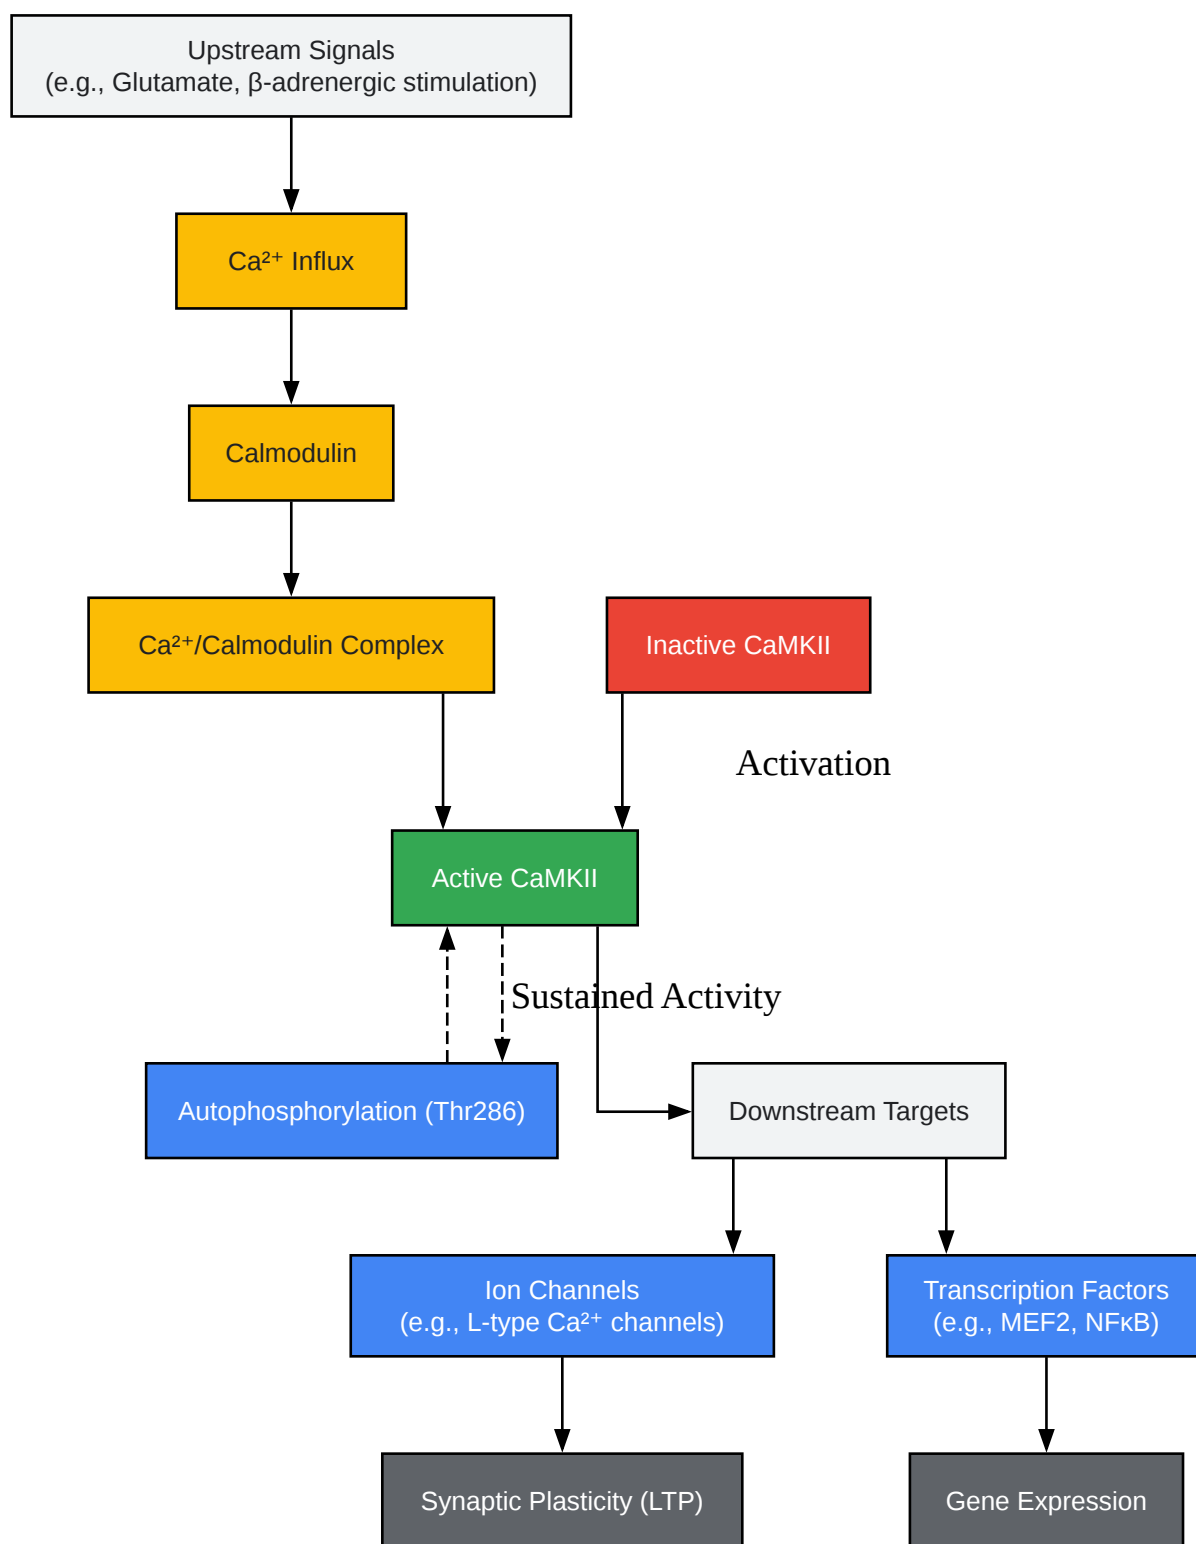 Upstream Signals
(e.g., Glutamate, β-adrenergic stimulation)
Ca²⁺ Influx
Calmodulin
Ca²⁺/Calmodulin Complex
Inactive CaMKII
Activation
Active CaMKII
Sustained Activity
Autophosphorylation (Thr286)
Downstream Targets
Ion Channels
(e.g., L-type Ca²⁺ channels)
Transcription Factors
(e.g., MEF2, NFκB)
Synaptic Plasticity (LTP)
Gene Expression